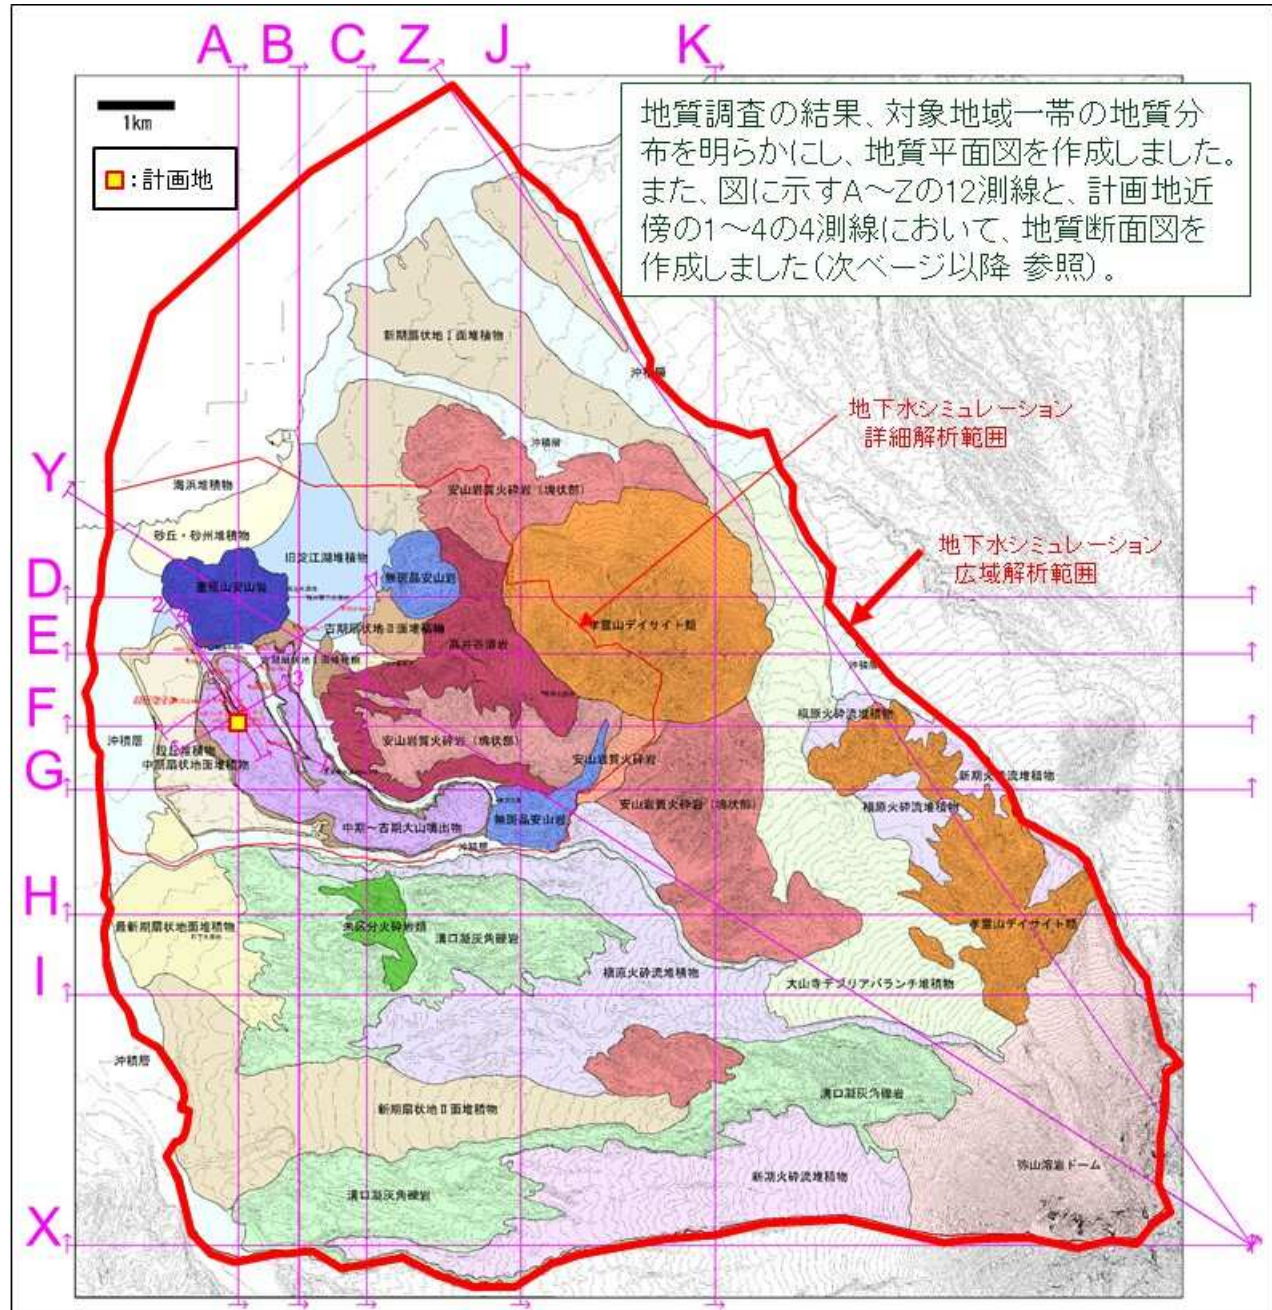 A B C Z J K
1km
□:計画地
地質調査の結果、対象地域一帯の地質分
布を明らかにし、地質平面図を作成しました。
また、図に示すA～Zの12測線と、計画地近
傍の1～4の4測線において、地質断面図を
作成しました(次ページ以降 参照)。
新期扇状地Ⅰ面堆積物
沖積層
地下水シミュレーション
詳細解析範囲
沖積層
Y
海浜堆積物
安山岩質火砕岩(塊状部)
砂丘・砂州堆積物
地下水シミュレーション
広域解析範囲
旧淀江湖堆積物
無斑晶安山岩
D
孝霊山デイサイト類
古期扇状地Ⅱ面堆積物
E
沖積層
3
F
槇原火砕流堆積物
沖積層
安山岩質火砕岩(塊状部)
段丘堆積物
中期扇状地面堆積物
安山岩質火砕岩
新期火砕流堆積物
G
安山岩質火砕岩(塊状部)
槇原火砕流堆積物
無斑晶安山岩
中期～古期大山噴出物
沖積層
H
最新期扇状地面堆積物
未区分火砕岩類
孝霊山デイサイト類
溝口凝灰角礫岩
槇原火砕流堆積物
I
大山寺デブリアバランチ堆積物
沖積層
溝口凝灰角礫岩
新期扇状地Ⅱ面堆積物
弥山溶岩ドーム
新期火砕流堆積物
溝口凝灰角礫岩
X